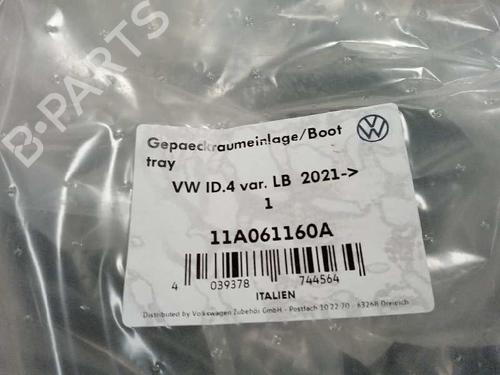 B-PARTS
Gepaeckraumeinlage/Boot
tray
VW ID.4 var. LB 2021->
1
11A061160A
4 039378 744564
ITALIEN
Distributed by Volkswagen Zubehör GmbH - Postfach 10 22 70 - 63268 Dreieich